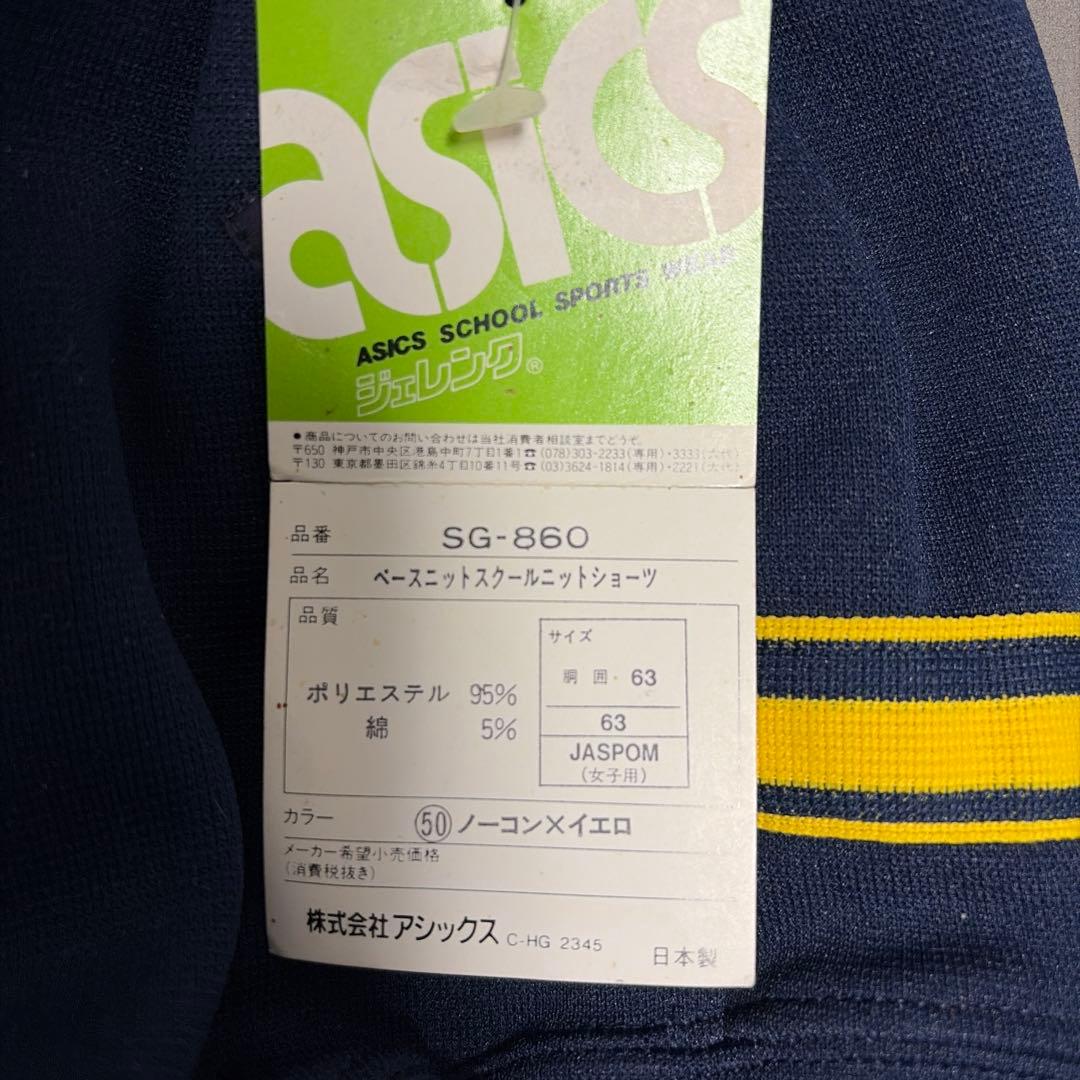 asics
ASICS SCHOOL SPORTS WEAR
ジェレンク®
●商品についてのお問い合わせは当社消費者相談室までどうぞ。
〒650 神戸市中央区港島中町7丁目1番1☎(078)303-2233(専用)・3333(大代)
〒130 東京都墨田区錦糸4丁目10番11号☎(03)3624-1814(専用)・2221(大代)
品番 SG-860
品名 ベースニットスクールニットショーツ
品質
ポリエステル 95%
綿 5%
サイズ
胴囲・63
63
JASPOM
(女子用)
カラー ㊿ノーコン×イエロ
メーカー希望小売価格
(消費税抜き)
株式会社アシックス C-HG 2345 日本製